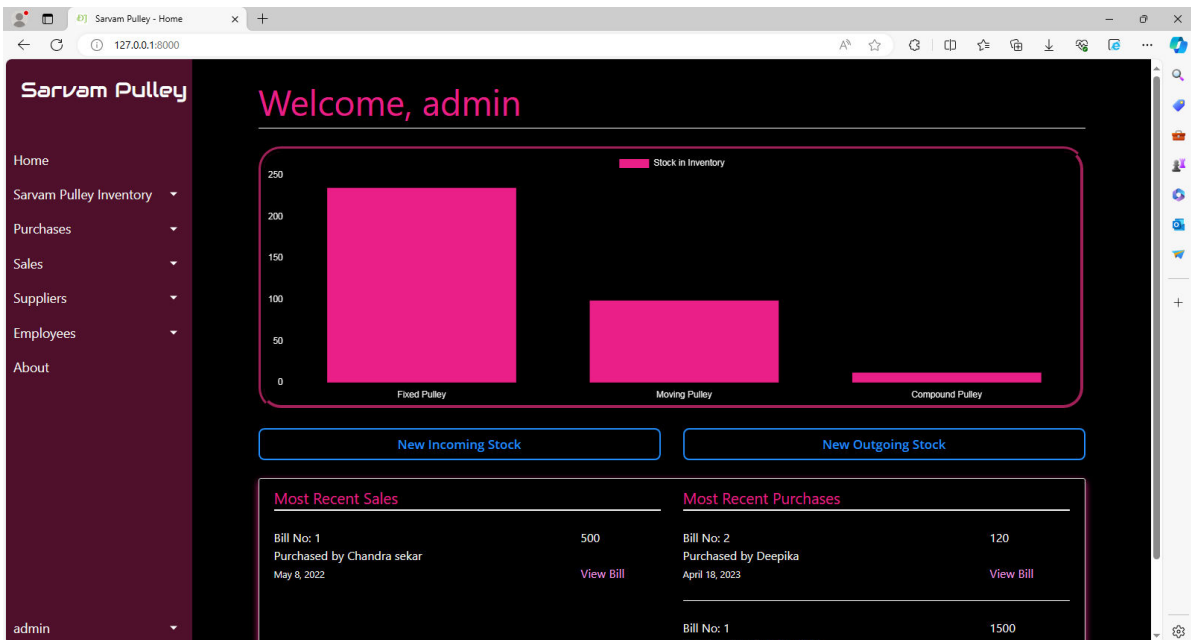 Sarvam Pulley - Home
127.0.0.1:8000
Sarvam Pulley
Home
Sarvam Pulley Inventory
Purchases
Sales
Suppliers
Employees
About
admin
Welcome, admin
Stock in Inventory
250
200
150
100
50
0
Fixed Pulley
Moving Pulley
Compound Pulley
New Incoming Stock
New Outgoing Stock
Most Recent Sales
Bill No: 1 500
Purchased by Chandra sekar
May 8, 2022 View Bill
Most Recent Purchases
Bill No: 2 120
Purchased by Deepika
April 18, 2023 View Bill
Bill No: 1 1500